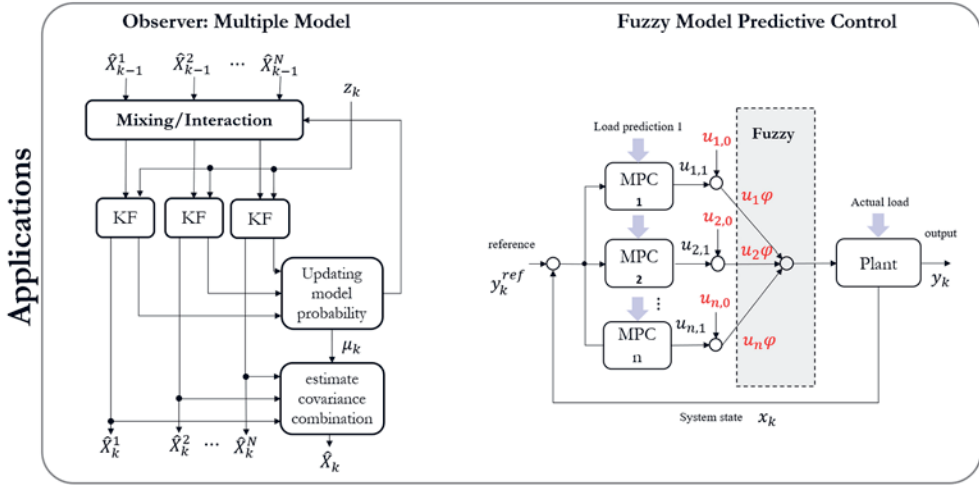 Applications
Observer: Multiple Model
X̂¹ₖ₋₁ X̂²ₖ₋₁ ⋯ X̂ᴺₖ₋₁
zₖ
Mixing/Interaction
KF KF KF
Updating
model
probability
μₖ
estimate
covariance
combination
X̂¹ₖ X̂²ₖ ⋯ X̂ᴺₖ
X̂ₖ
Fuzzy Model Predictive Control
Load prediction 1
u₁,₀
Fuzzy
MPC
1
u₁,₁
u₁φ
Actual load
reference
yₖʳᵉᶠ
u₂,₀
MPC
2
u₂,₁
u₂φ
Plant
output
yₖ
⋮
uₙ,₀
MPC
n
uₙ,₁
uₙφ
System state xₖ